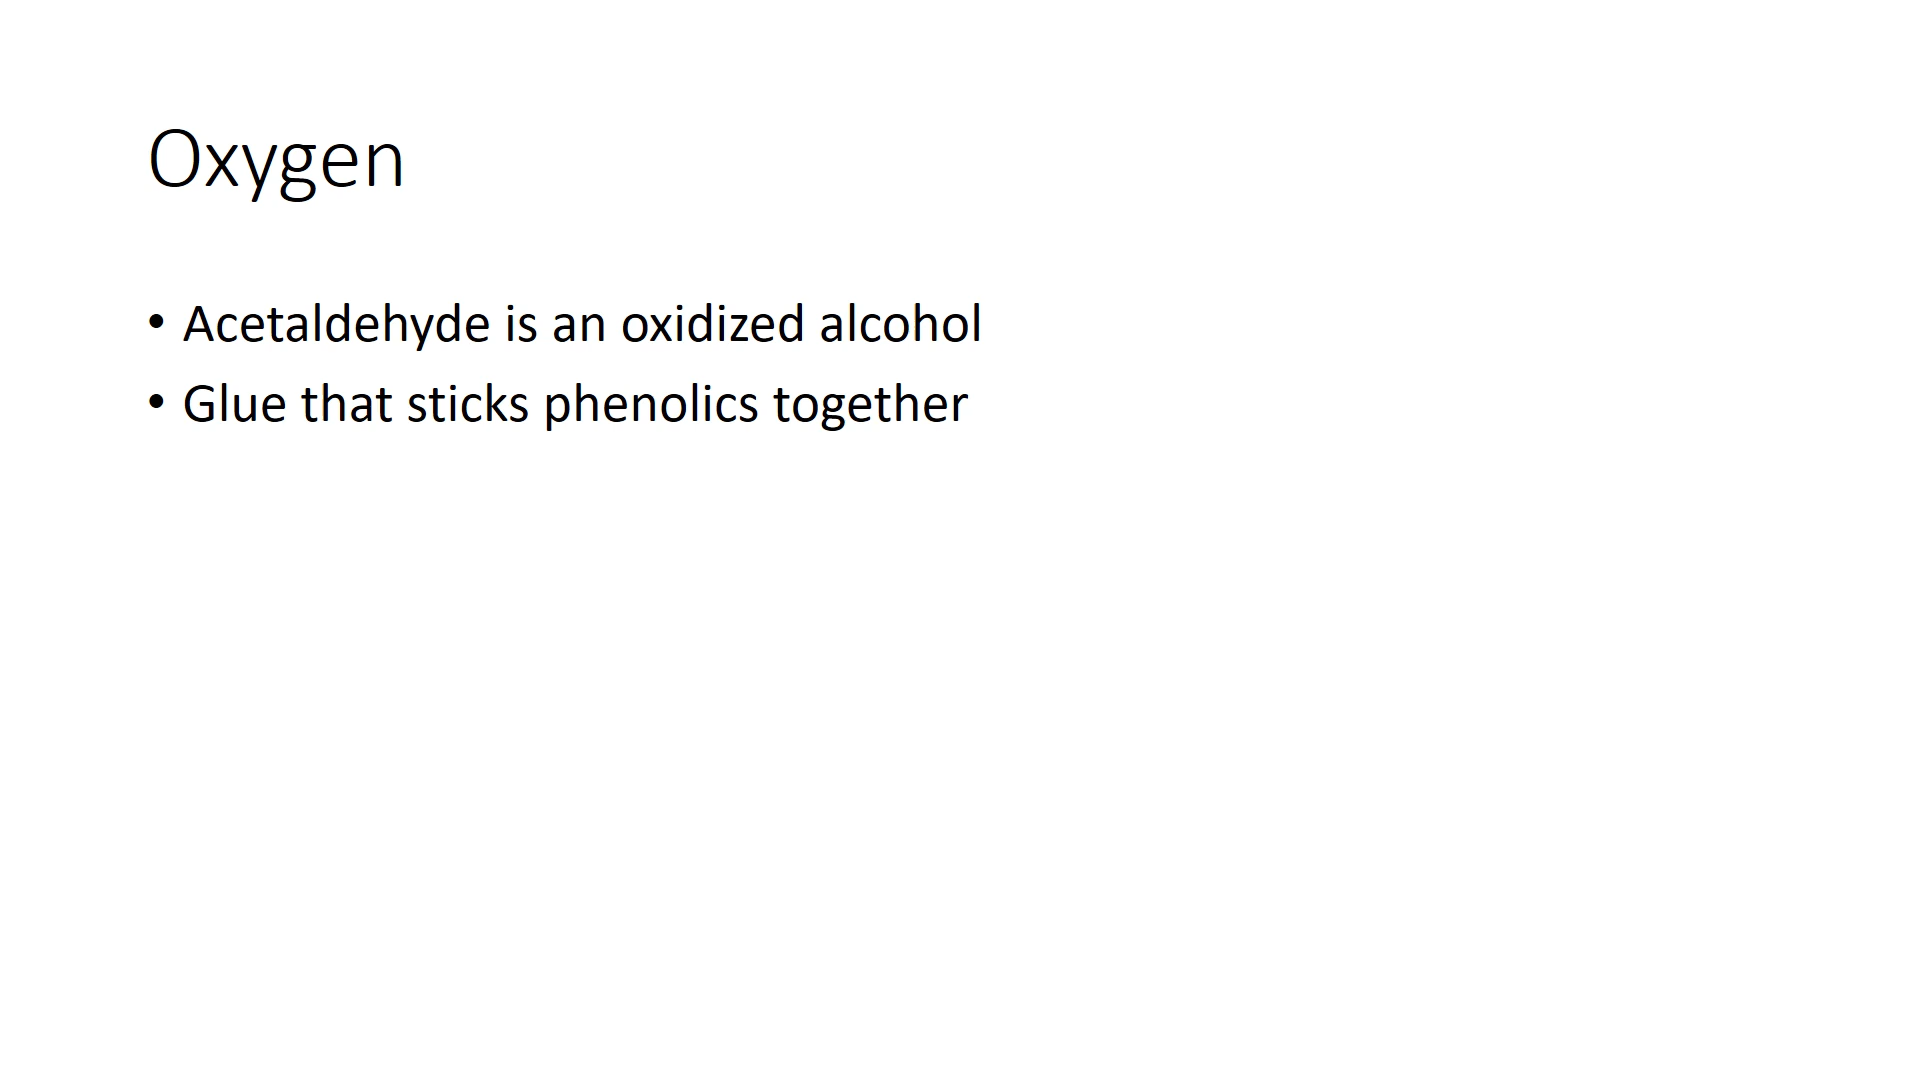 Oxygen
• Acetaldehyde is an oxidized alcohol
• Glue that sticks phenolics together